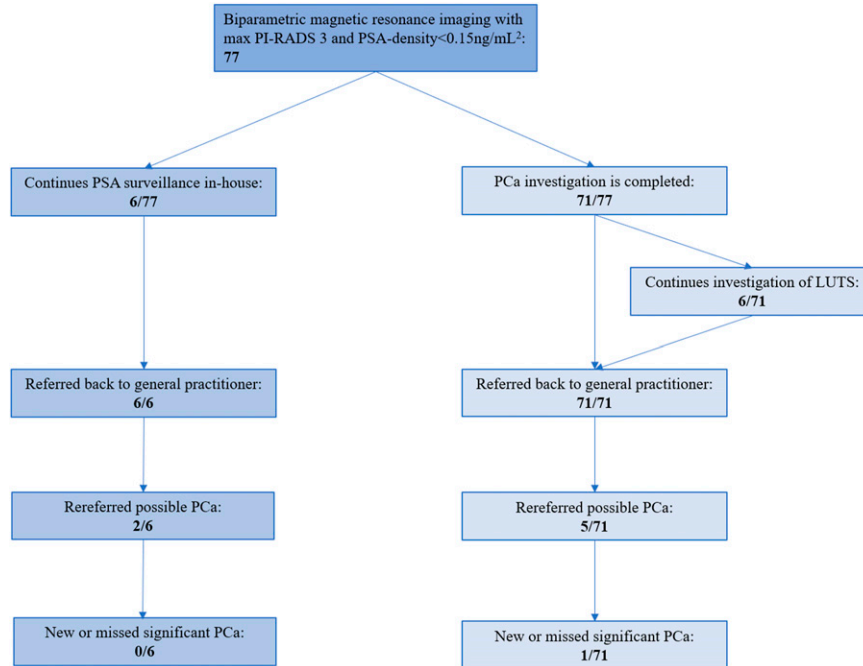 Biparametric magnetic resonance imaging with
max PI-RADS 3 and PSA-density<0.15ng/mL²:
77
Continues PSA surveillance in-house:
6/77
PCa investigation is completed:
71/77
Continues investigation of LUTS:
6/71
Referred back to general practitioner:
6/6
Referred back to general practitioner:
71/71
Rereferred possible PCa:
2/6
Rereferred possible PCa:
5/71
New or missed significant PCa:
0/6
New or missed significant PCa:
1/71